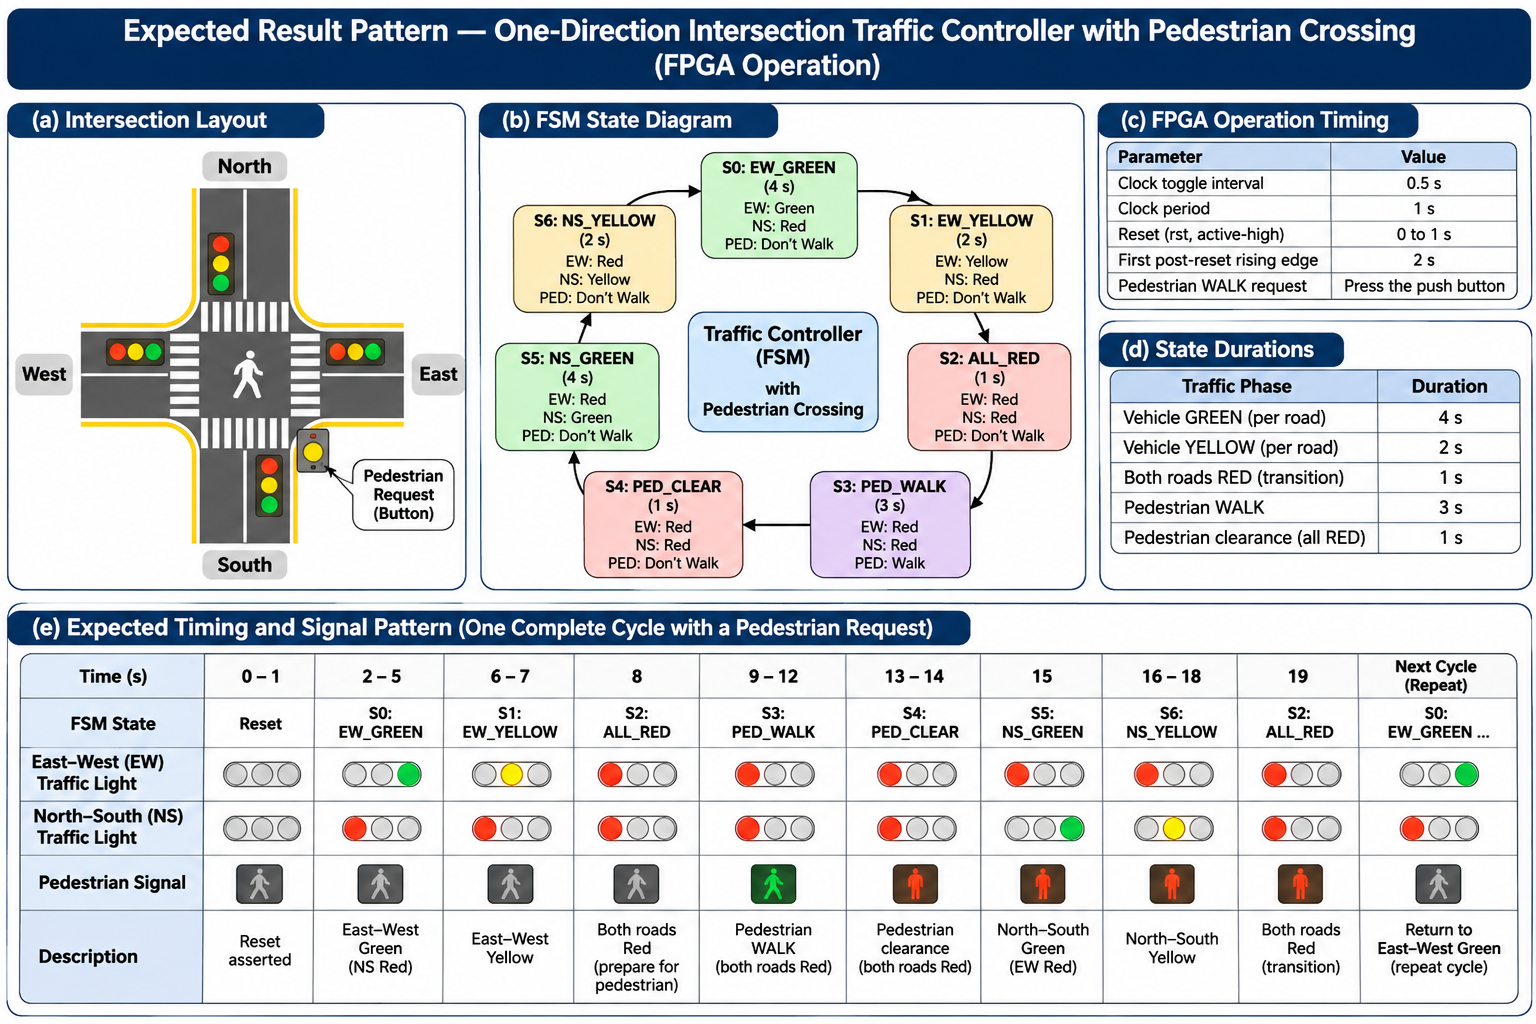 Expected Result Pattern — One-Direction Intersection Traffic Controller with Pedestrian Crossing
(FPGA Operation)
(a) Intersection Layout
North
West
East
Pedestrian
Request
(Button)
South
(b) FSM State Diagram
S0: EW_GREEN
(4 s)
EW: Green
NS: Red
PED: Don't Walk
S6: NS_YELLOW
(2 s)
EW: Red
NS: Yellow
PED: Don't Walk
S1: EW_YELLOW
(2 s)
EW: Yellow
NS: Red
PED: Don't Walk
Traffic Controller
(FSM)
with
Pedestrian Crossing
S5: NS_GREEN
(4 s)
EW: Red
NS: Green
PED: Don't Walk
S2: ALL_RED
(1 s)
EW: Red
NS: Red
PED: Don't Walk
S4: PED_CLEAR
(1 s)
EW: Red
NS: Red
PED: Don't Walk
S3: PED_WALK
(3 s)
EW: Red
NS: Red
PED: Walk
(c) FPGA Operation Timing
Parameter Value
Clock toggle interval 0.5 s
Clock period 1 s
Reset (rst, active-high) 0 to 1 s
First post-reset rising edge 2 s
Pedestrian WALK request Press the push button
(d) State Durations
Traffic Phase Duration
Vehicle GREEN (per road) 4 s
Vehicle YELLOW (per road) 2 s
Both roads RED (transition) 1 s
Pedestrian WALK 3 s
Pedestrian clearance (all RED) 1 s
(e) Expected Timing and Signal Pattern (One Complete Cycle with a Pedestrian Request)
Time (s)
0 – 1
2 – 5
6 – 7
8
9 – 12
13 – 14
15
16 – 18
19
Next Cycle
(Repeat)
FSM State
Reset
S0:
EW_GREEN
S1:
EW_YELLOW
S2:
ALL_RED
S3:
PED_WALK
S4:
PED_CLEAR
S5:
NS_GREEN
S6:
NS_YELLOW
S2:
ALL_RED
S0:
EW_GREEN ...
East–West (EW)
Traffic Light
North–South (NS)
Traffic Light
Pedestrian Signal
Description
Reset
asserted
East–West
Green
(NS Red)
East–West
Yellow
Both roads
Red
(prepare for
pedestrian)
Pedestrian
WALK
(both roads Red)
Pedestrian
clearance
(both roads Red)
North–South
Green
(EW Red)
North–South
Yellow
Both roads
Red
(transition)
Return to
East–West Green
(repeat cycle)